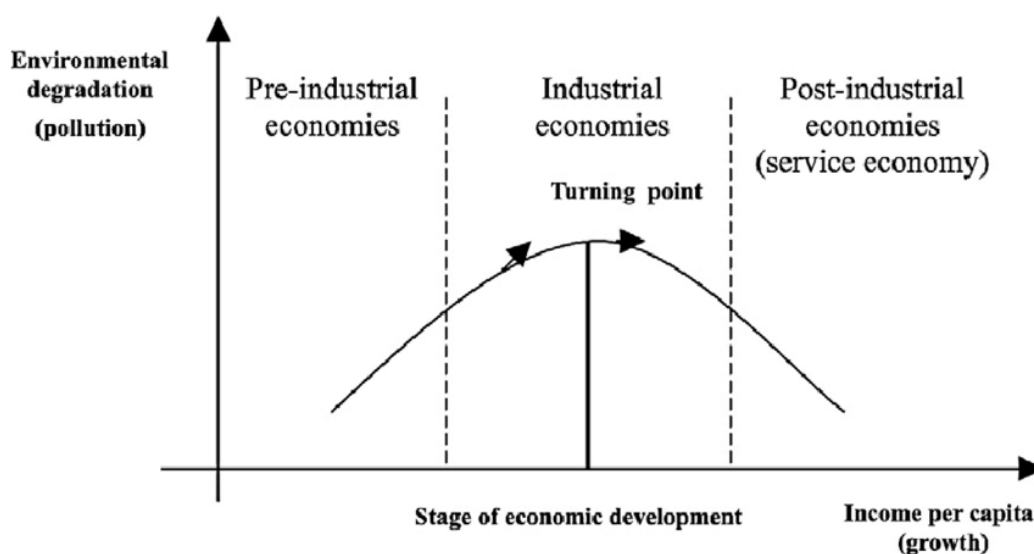 Environmental
degradation
(pollution)
Pre-industrial
economies
Industrial
economies
Post-industrial
economies
(service economy)
Turning point
Stage of economic development
Income per capita
(growth)